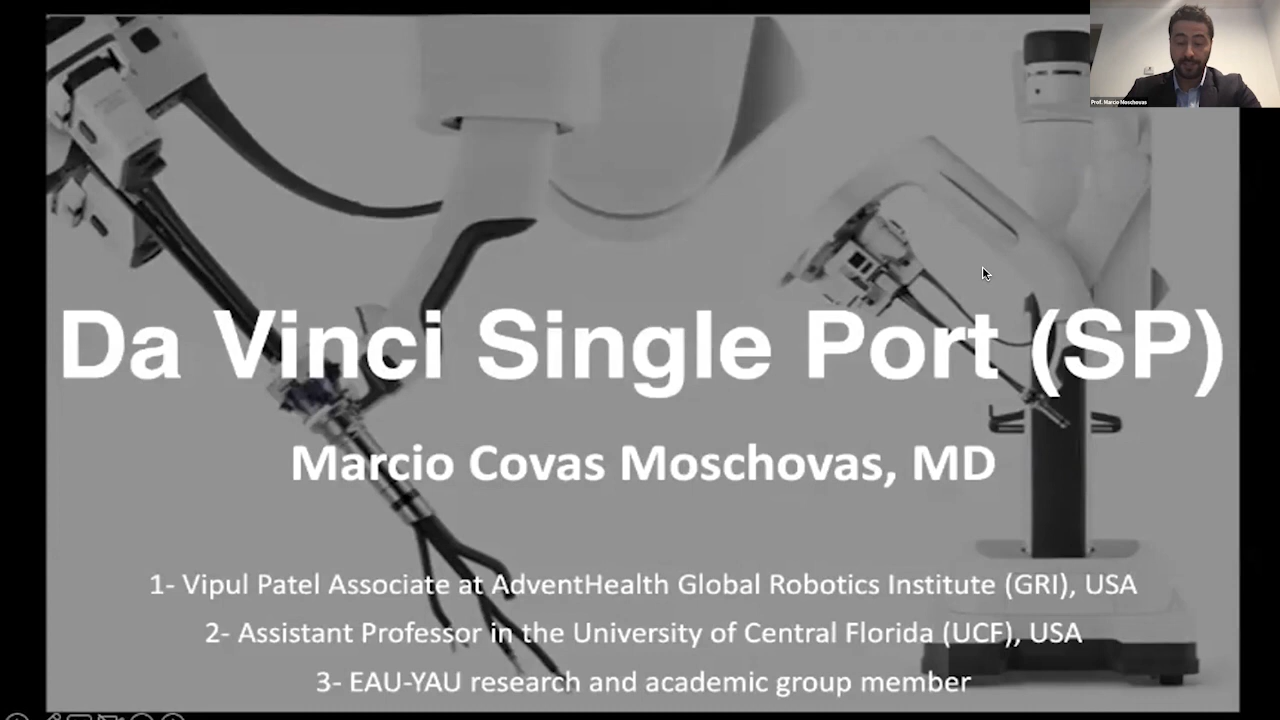 Prof. Marcio Moschovas
Da Vinci Single Port (SP)
Marcio Covas Moschovas, MD
1- Vipul Patel Associate at AdventHealth Global Robotics Institute (GRI), USA
2- Assistant Professor in the University of Central Florida (UCF), USA
3- EAU-YAU research and academic group member